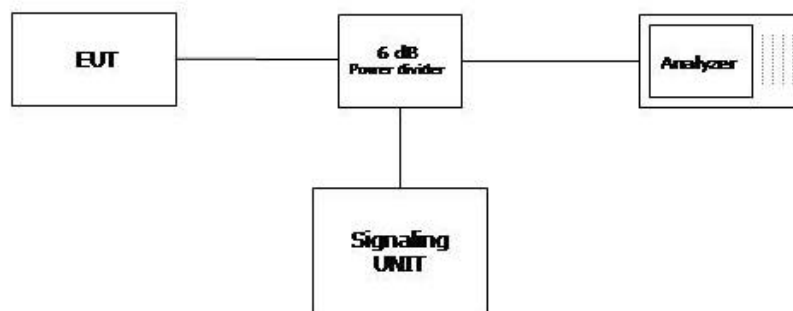 EUT
6 dB
Power divider
Analyzer
Signaling
UNIT